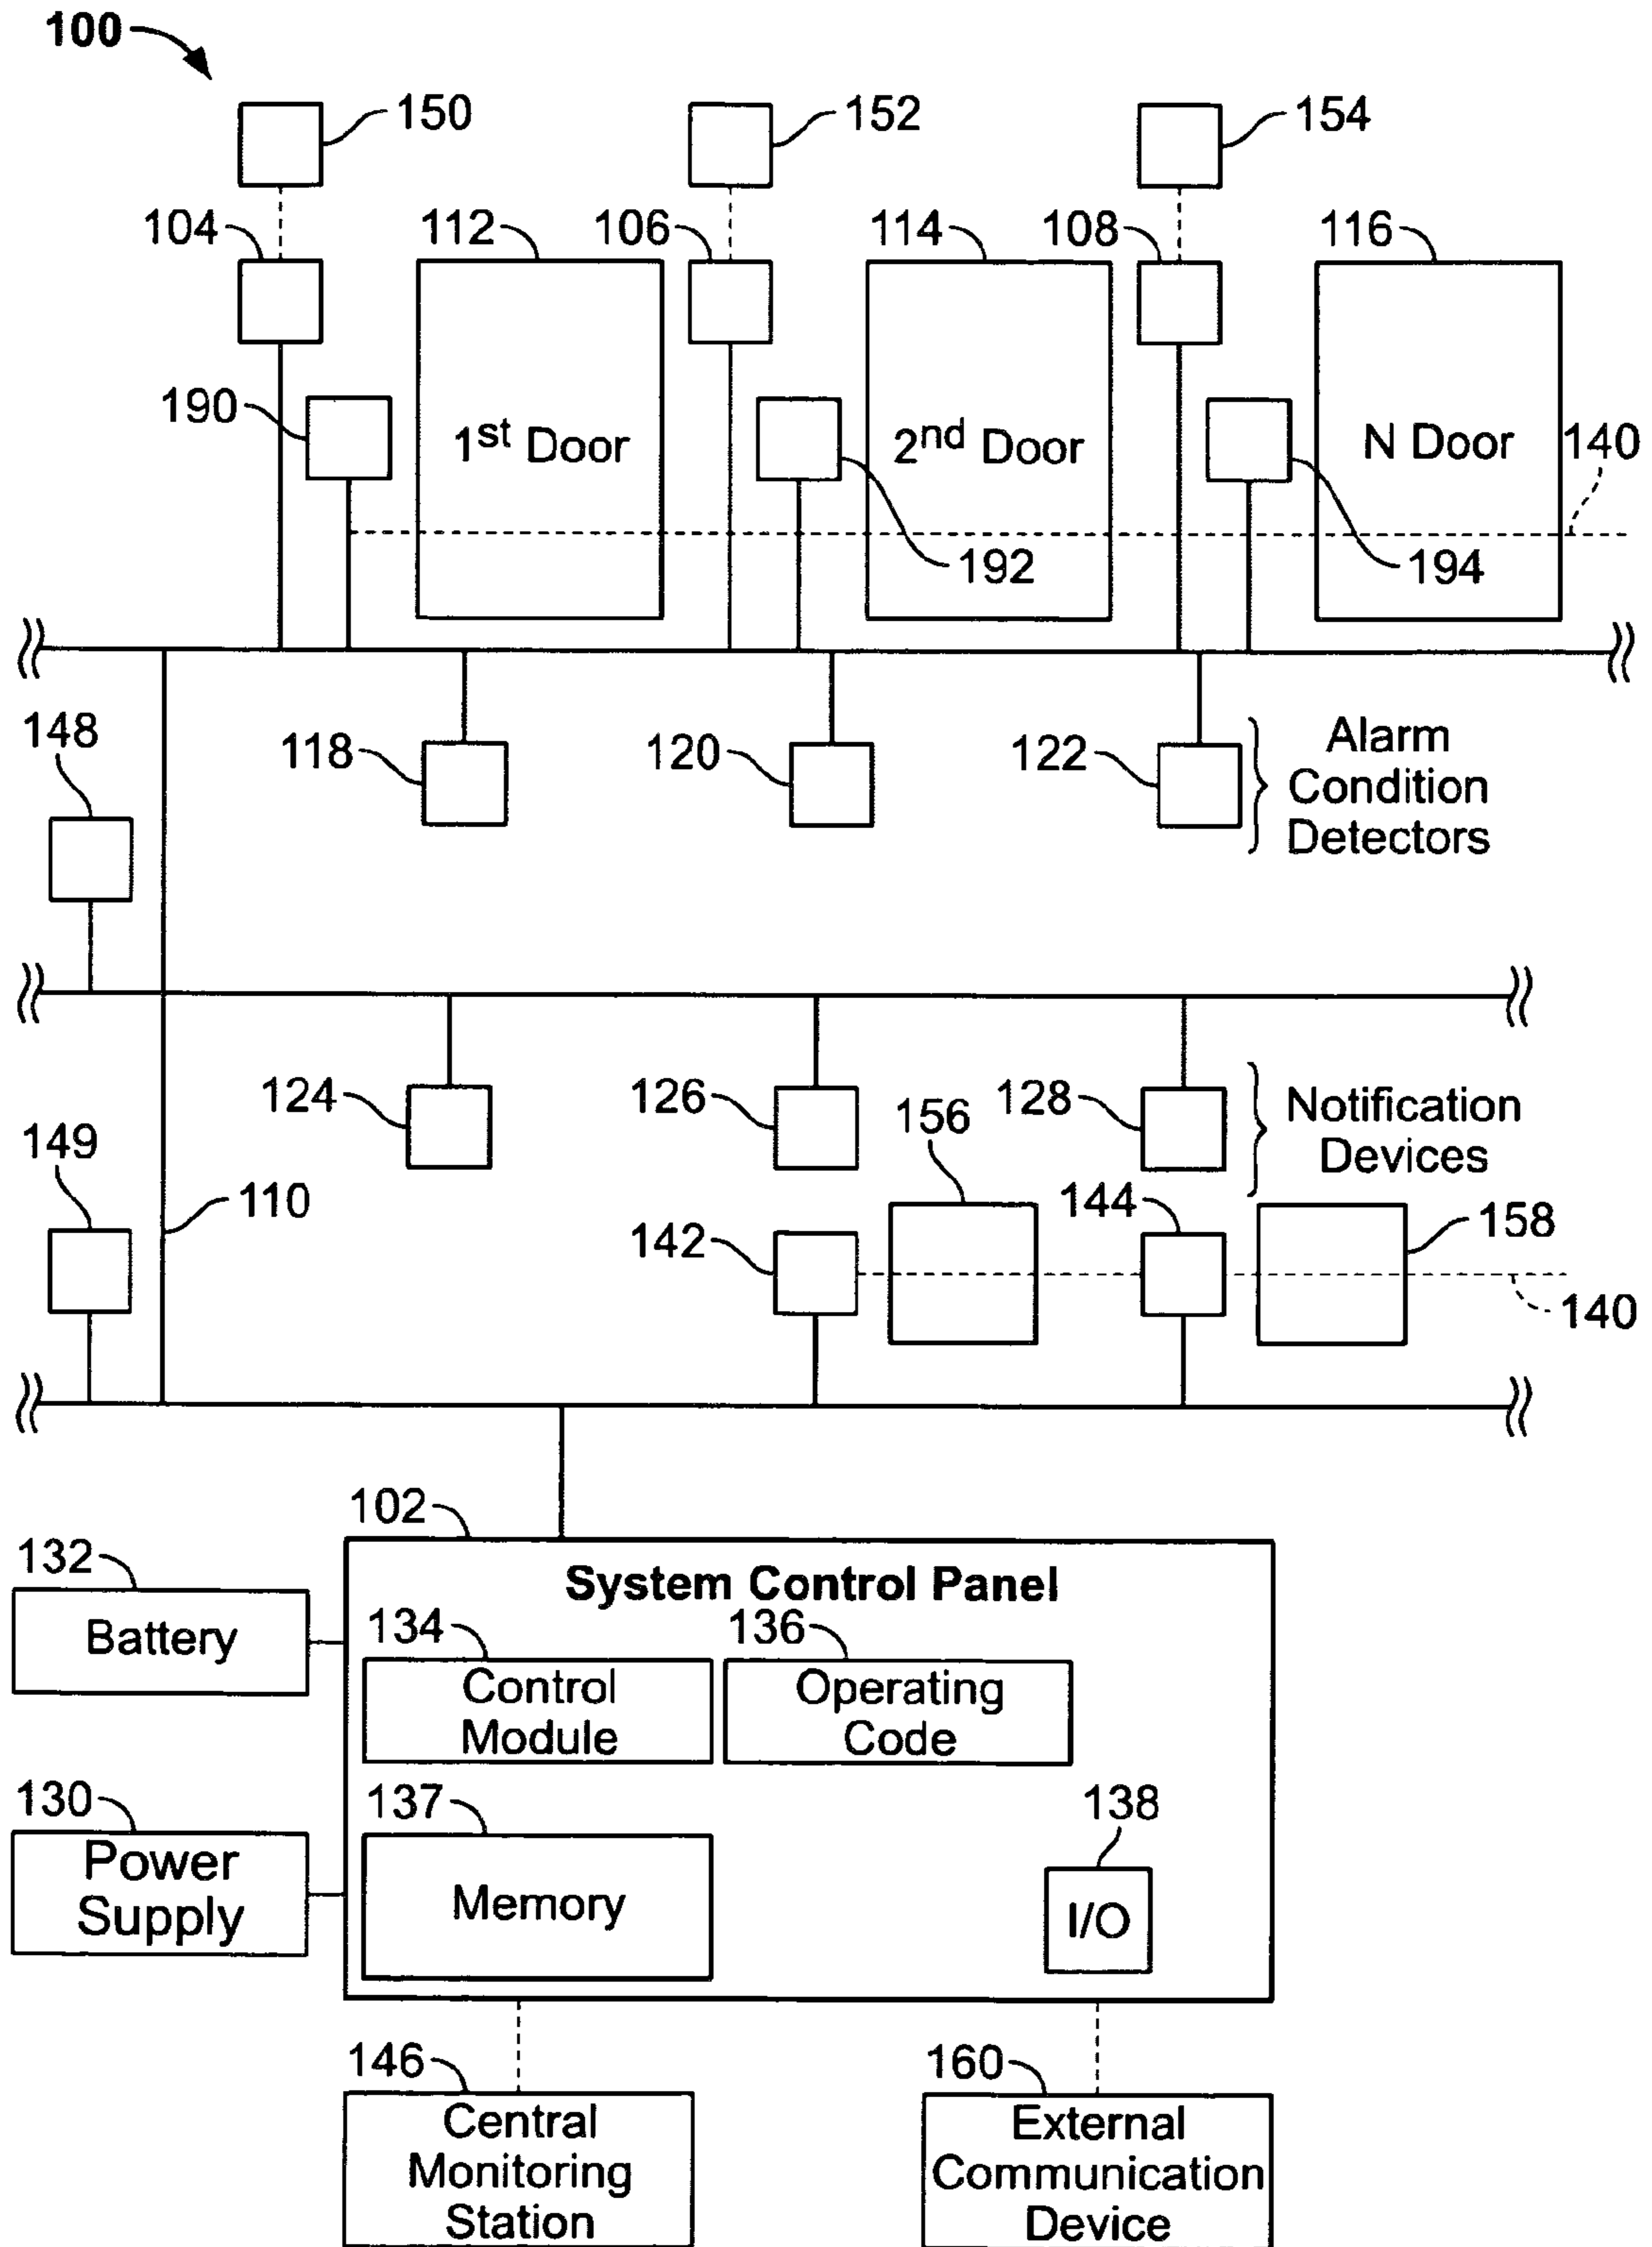 100
150
152
154
104
112
106
114
108
116
190
1st Door
2nd Door
N Door
140
192
194
148
118
120
122
Alarm
Condition
Detectors
124
126
156
128
Notification
Devices
149
110
142
144
158
140
102
132
Battery
System Control Panel
134
136
Control
Module
Operating
Code
130
Power
Supply
137
Memory
138
I/O
146
Central
Monitoring
Station
160
External
Communication
Device